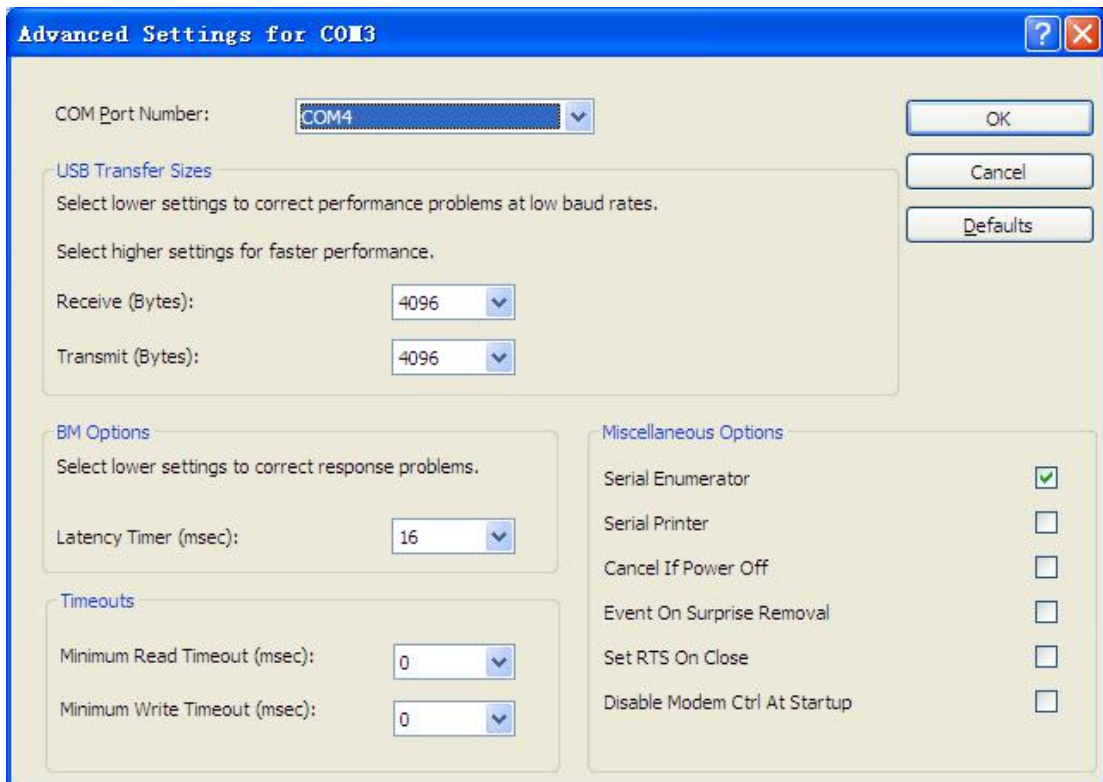 Advanced Settings for COM3
COM Port Number:
COM4
OK
Cancel
Defaults
USB Transfer Sizes
Select lower settings to correct performance problems at low baud rates.
Select higher settings for faster performance.
Receive (Bytes):
4096
Transmit (Bytes):
4096
BM Options
Select lower settings to correct response problems.
Latency Timer (msec):
16
Timeouts
Minimum Read Timeout (msec):
0
Minimum Write Timeout (msec):
0
Miscellaneous Options
Serial Enumerator
Serial Printer
Cancel If Power Off
Event On Surprise Removal
Set RTS On Close
Disable Modem Ctrl At Startup